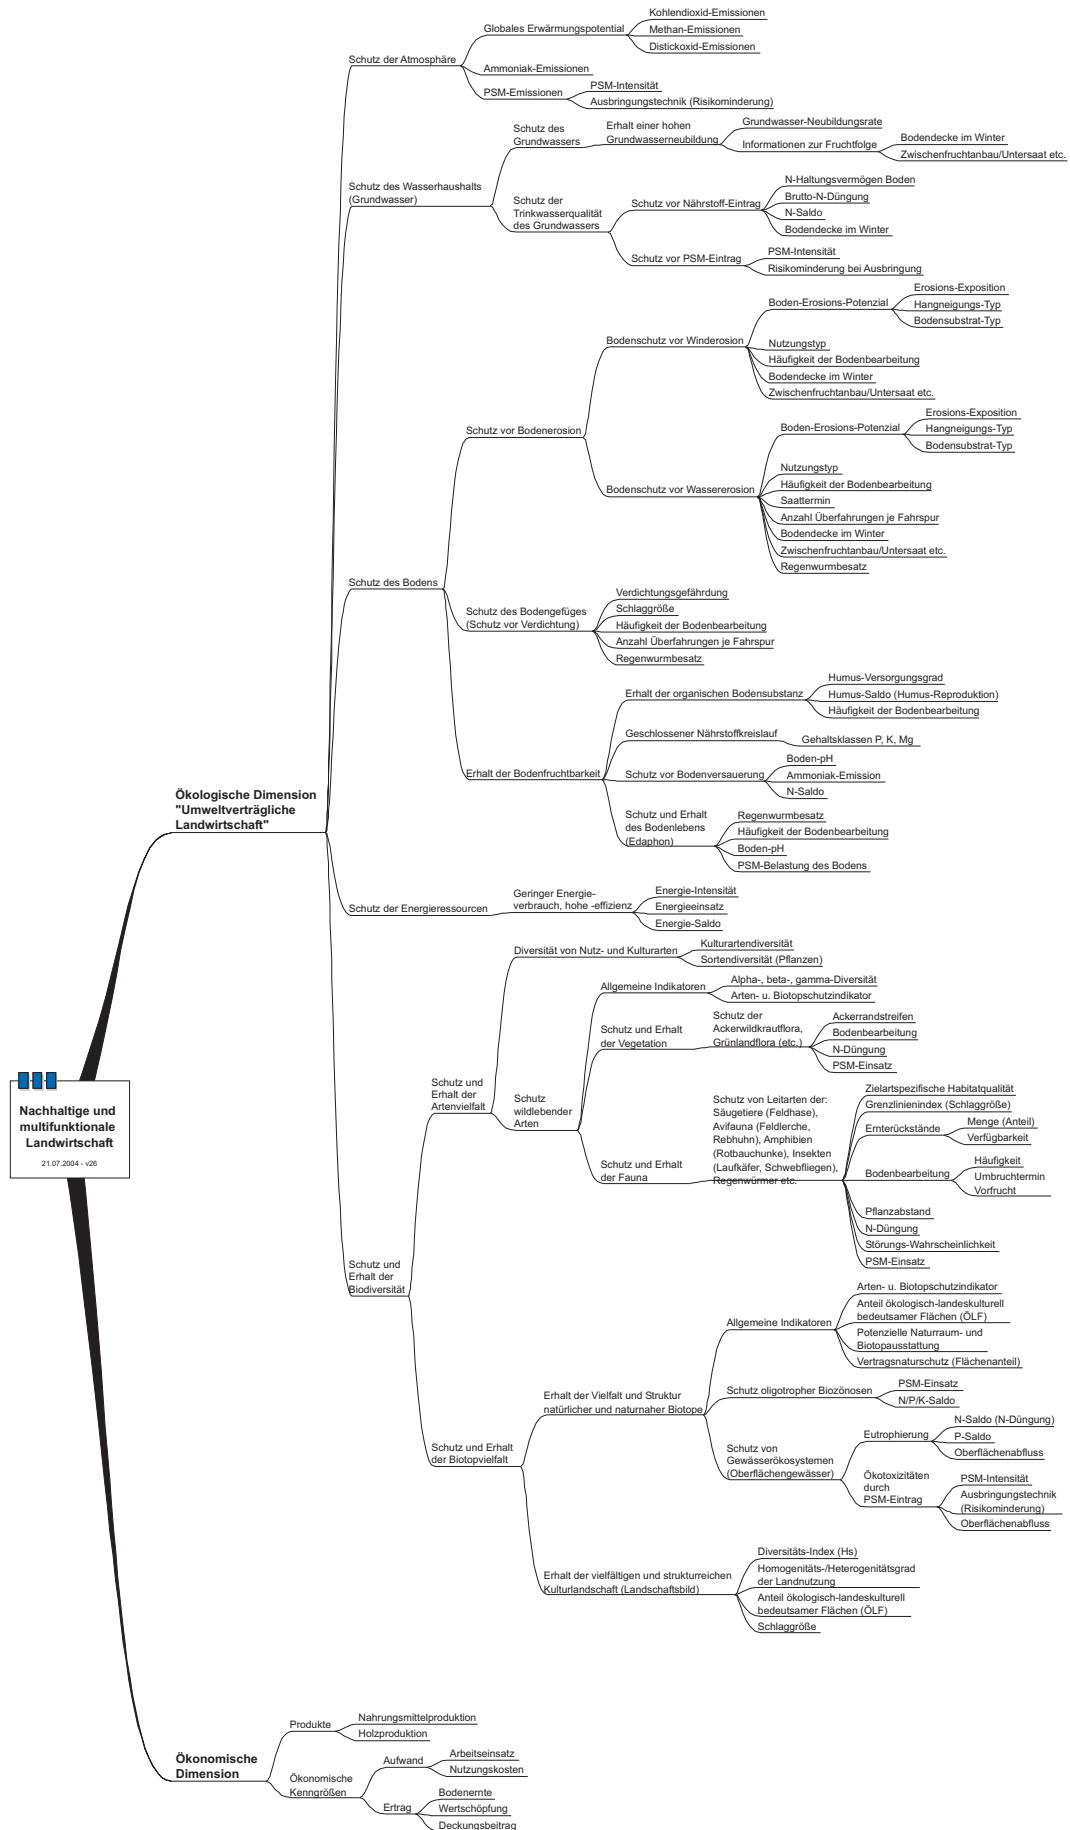 Kohlendioxid-Emissionen
Globales Erwärmungspotential
Methan-Emissionen
Distickoxid-Emissionen
Schutz der Atmosphäre
Ammoniak-Emissionen
PSM-Emissionen
PSM-Intensität
Ausbringungstechnik (Risikominderung)
Schutz des Wasserhaushalts
(Grundwasser)
Schutz des
Grundwassers
Erhalt einer hohen
Grundwasserneubildung
Grundwasser-Neubildungsrate
Informationen zur Fruchtfolge
Bodendecke im Winter
Zwischenfruchtanbau/Untersaat etc.
Schutz der
Trinkwasserqualität
des Grundwassers
Schutz vor Nährstoff-Eintrag
N-Haltungsvermögen Boden
Brutto-N-Düngung
N-Saldo
Bodendecke im Winter
Schutz vor PSM-Eintrag
PSM-Intensität
Risikominderung bei Ausbringung
Schutz des Bodens
Schutz vor Bodenerosion
Bodenschutz vor Winderosion
Boden-Erosions-Potenzial
Erosions-Exposition
Hangneigungs-Typ
Bodensubstrat-Typ
Nutzungstyp
Häufigkeit der Bodenbearbeitung
Bodendecke im Winter
Zwischenfruchtanbau/Untersaat etc.
Bodenschutz vor Wassererosion
Boden-Erosions-Potenzial
Erosions-Exposition
Hangneigungs-Typ
Bodensubstrat-Typ
Nutzungstyp
Häufigkeit der Bodenbearbeitung
Saattermin
Anzahl Überfahrungen je Fahrspur
Bodendecke im Winter
Zwischenfruchtanbau/Untersaat etc.
Regenwurmbesatz
Schutz des Bodengefüges
(Schutz vor Verdichtung)
Verdichtungsgefährdung
Schlaggröße
Häufigkeit der Bodenbearbeitung
Anzahl Überfahrungen je Fahrspur
Regenwurmbesatz
Erhalt der Bodenfruchtbarkeit
Erhalt der organischen Bodensubstanz
Humus-Versorgungsgrad
Humus-Saldo (Humus-Reproduktion)
Häufigkeit der Bodenbearbeitung
Geschlossener Nährstoffkreislauf
Gehaltsklassen P, K, Mg
Schutz vor Bodenversauerung
Boden-pH
Ammoniak-Emission
N-Saldo
Schutz und Erhalt
des Bodenlebens
(Edaphon)
Regenwurmbesatz
Häufigkeit der Bodenbearbeitung
Boden-pH
PSM-Belastung des Bodens
Ökologische Dimension
"Umweltverträgliche
Landwirtschaft"
Schutz der Energieressourcen
Geringer Energie-
verbrauch, hohe -effizienz
Energie-Intensität
Energieeinsatz
Energie-Saldo
Schutz und
Erhalt der
Biodiversität
Schutz und
Erhalt der
Artenvielfalt
Diversität von Nutz- und Kulturarten
Kulturartendiversität
Sortendiversität (Pflanzen)
Schutz
wildlebender
Arten
Allgemeine Indikatoren
Alpha-, beta-, gamma-Diversität
Arten- u. Biotopschutzindikator
Schutz und Erhalt
der Vegetation
Schutz der
Ackerwildkrautflora,
Grünlandflora (etc.)
Ackerrandstreifen
Bodenbearbeitung
N-Düngung
PSM-Einsatz
Schutz und Erhalt
der Fauna
Schutz von Leitarten der:
Säugetiere (Feldhase),
Avifauna (Feldlerche,
Rebhuhn), Amphibien
(Rotbauchunke), Insekten
(Laufkäfer, Schwebfliegen),
Regenwürmer etc.
Zielartspezifische Habitatqualität
Grenzlinienindex (Schlaggröße)
Ernterückstände
Menge (Anteil)
Verfügbarkeit
Bodenbearbeitung
Häufigkeit
Umbruchtermin
Vorfrucht
Pflanzabstand
N-Düngung
Störungs-Wahrscheinlichkeit
PSM-Einsatz
Nachhaltige und
multifunktionale
Landwirtschaft
21.07.2004 - v26
Schutz und Erhalt
der Biotopvielfalt
Erhalt der Vielfalt und Struktur
natürlicher und naturnaher Biotope
Allgemeine Indikatoren
Arten- u. Biotopschutzindikator
Anteil ökologisch-landeskulturell
bedeutsamer Flächen (ÖLF)
Potenzielle Naturraum- und
Biotopausstattung
Vertragsnaturschutz (Flächenanteil)
Schutz oligotropher Biozönosen
PSM-Einsatz
N/P/K-Saldo
Schutz von
Gewässerökosystemen
(Oberflächengewässer)
Eutrophierung
N-Saldo (N-Düngung)
P-Saldo
Oberflächenabfluss
Ökotoxizitäten
durch
PSM-Eintrag
PSM-Intensität
Ausbringungstechnik
(Risikominderung)
Oberflächenabfluss
Erhalt der vielfältigen und strukturreichen
Kulturlandschaft (Landschaftsbild)
Diversitäts-Index (Hs)
Homogenitäts-/Heterogenitätsgrad
der Landnutzung
Anteil ökologisch-landeskulturell
bedeutsamer Flächen (ÖLF)
Schlaggröße
Ökonomische
Dimension
Produkte
Nahrungsmittelproduktion
Holzproduktion
Ökonomische
Kenngrößen
Aufwand
Arbeitseinsatz
Nutzungskosten
Ertrag
Bodenernte
Wertschöpfung
Deckungsbeitrag